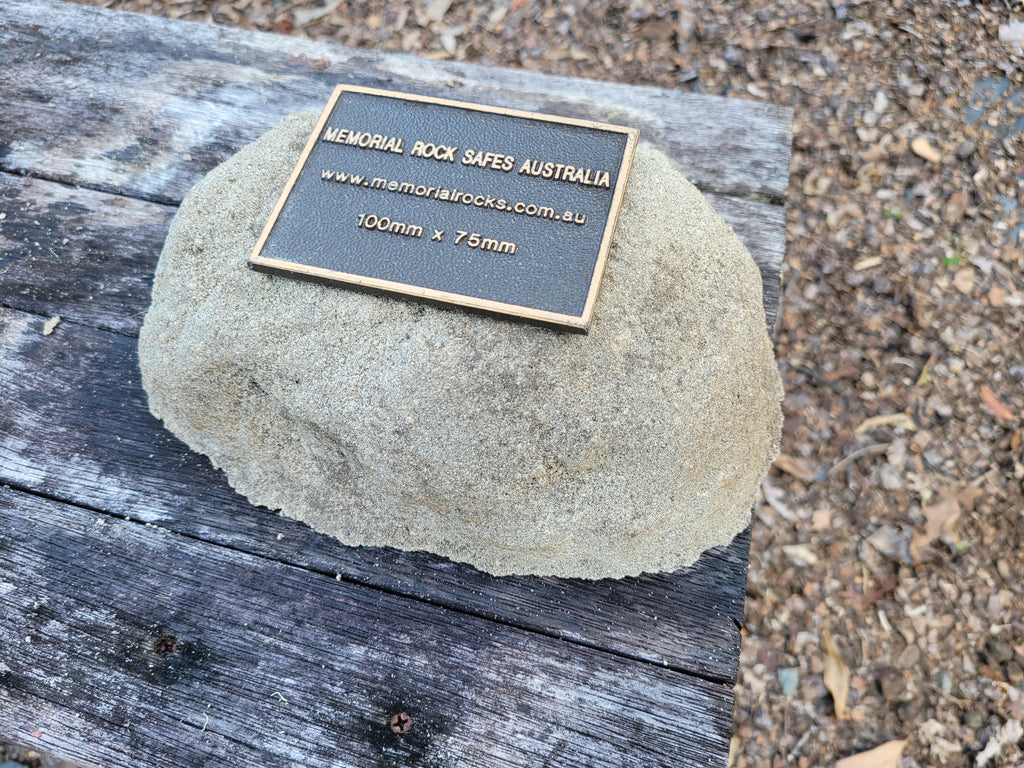 MEMORIAL ROCK SAFES AUSTRALIA
www.memorialrocks.com.au
100mm x 75mm